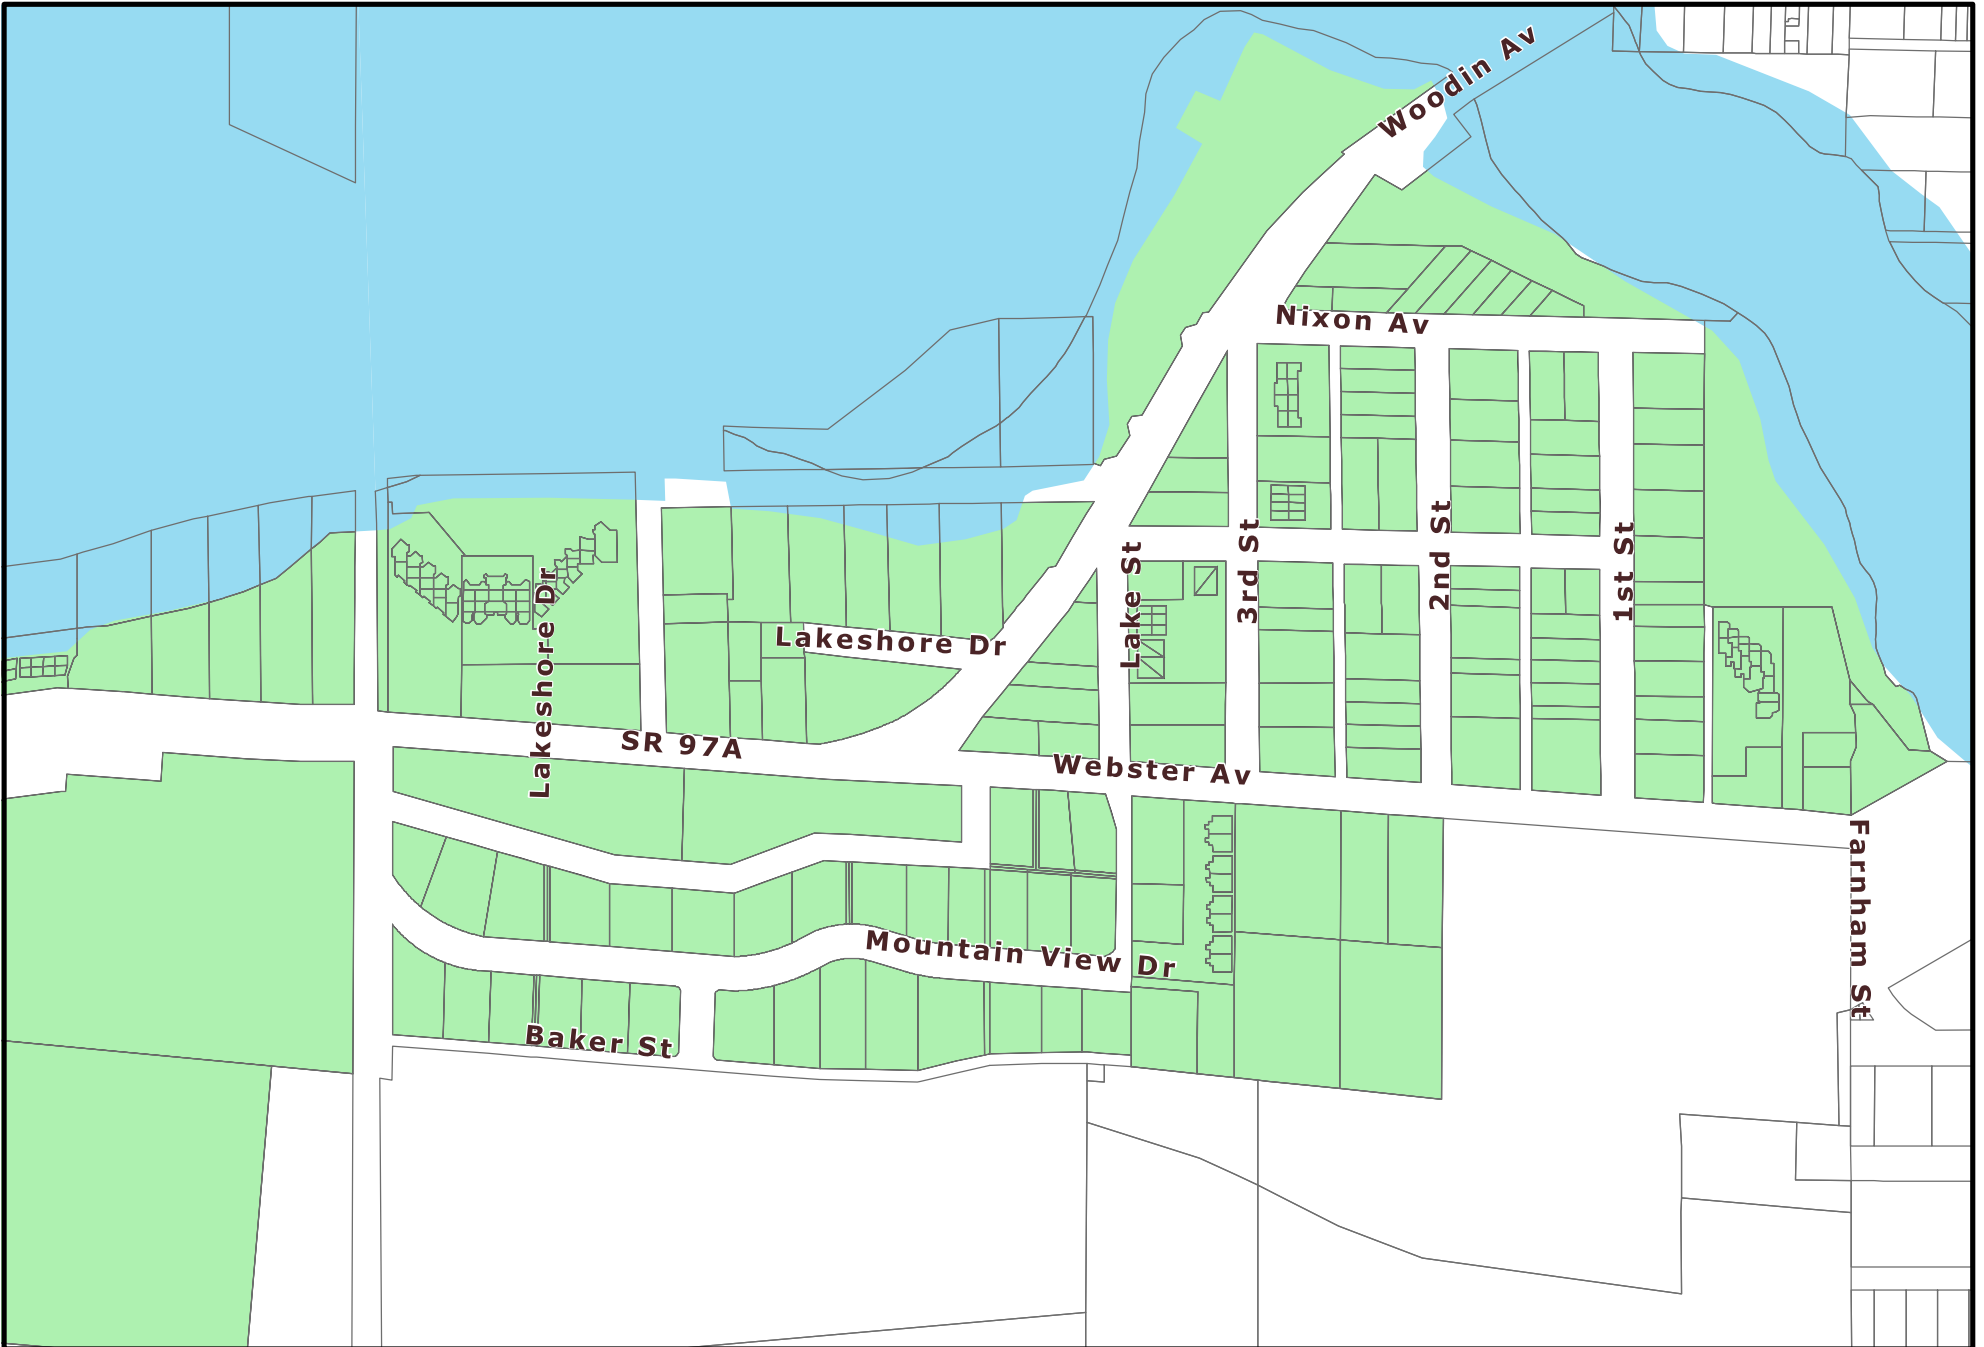 Woodin Av
Nixon Av
Lakeshore Dr
Lakeshore Dr
Lake St
3rd St
2nd St
1st St
SR 97A
Webster Av
Farnham St
Mountain View Dr
Baker St